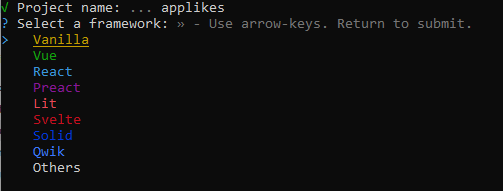 √ Project name: ... applikes
? Select a framework: » - Use arrow-keys. Return to submit.
> Vanilla
Vue
React
Preact
Lit
Svelte
Solid
Qwik
Others